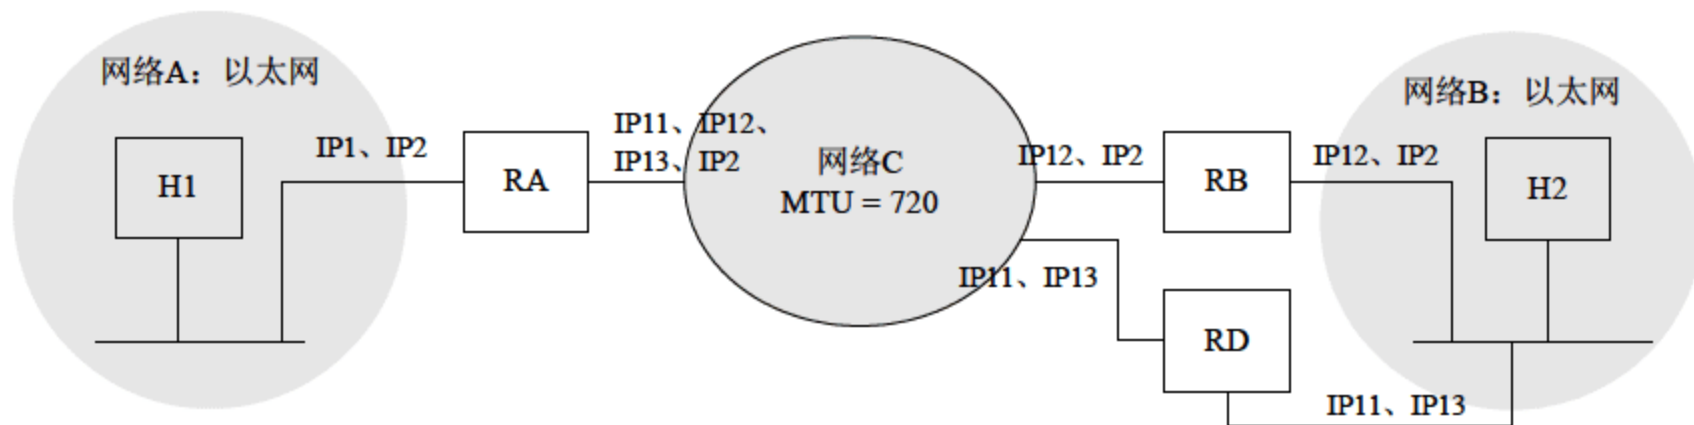 网络A：以太网
H1
IP1、IP2
RA
IP11、IP12、
IP13、IP2
网络C
MTU = 720
IP12、IP2
RB
IP12、IP2
网络B：以太网
H2
IP11、IP13
RD
IP11、IP13